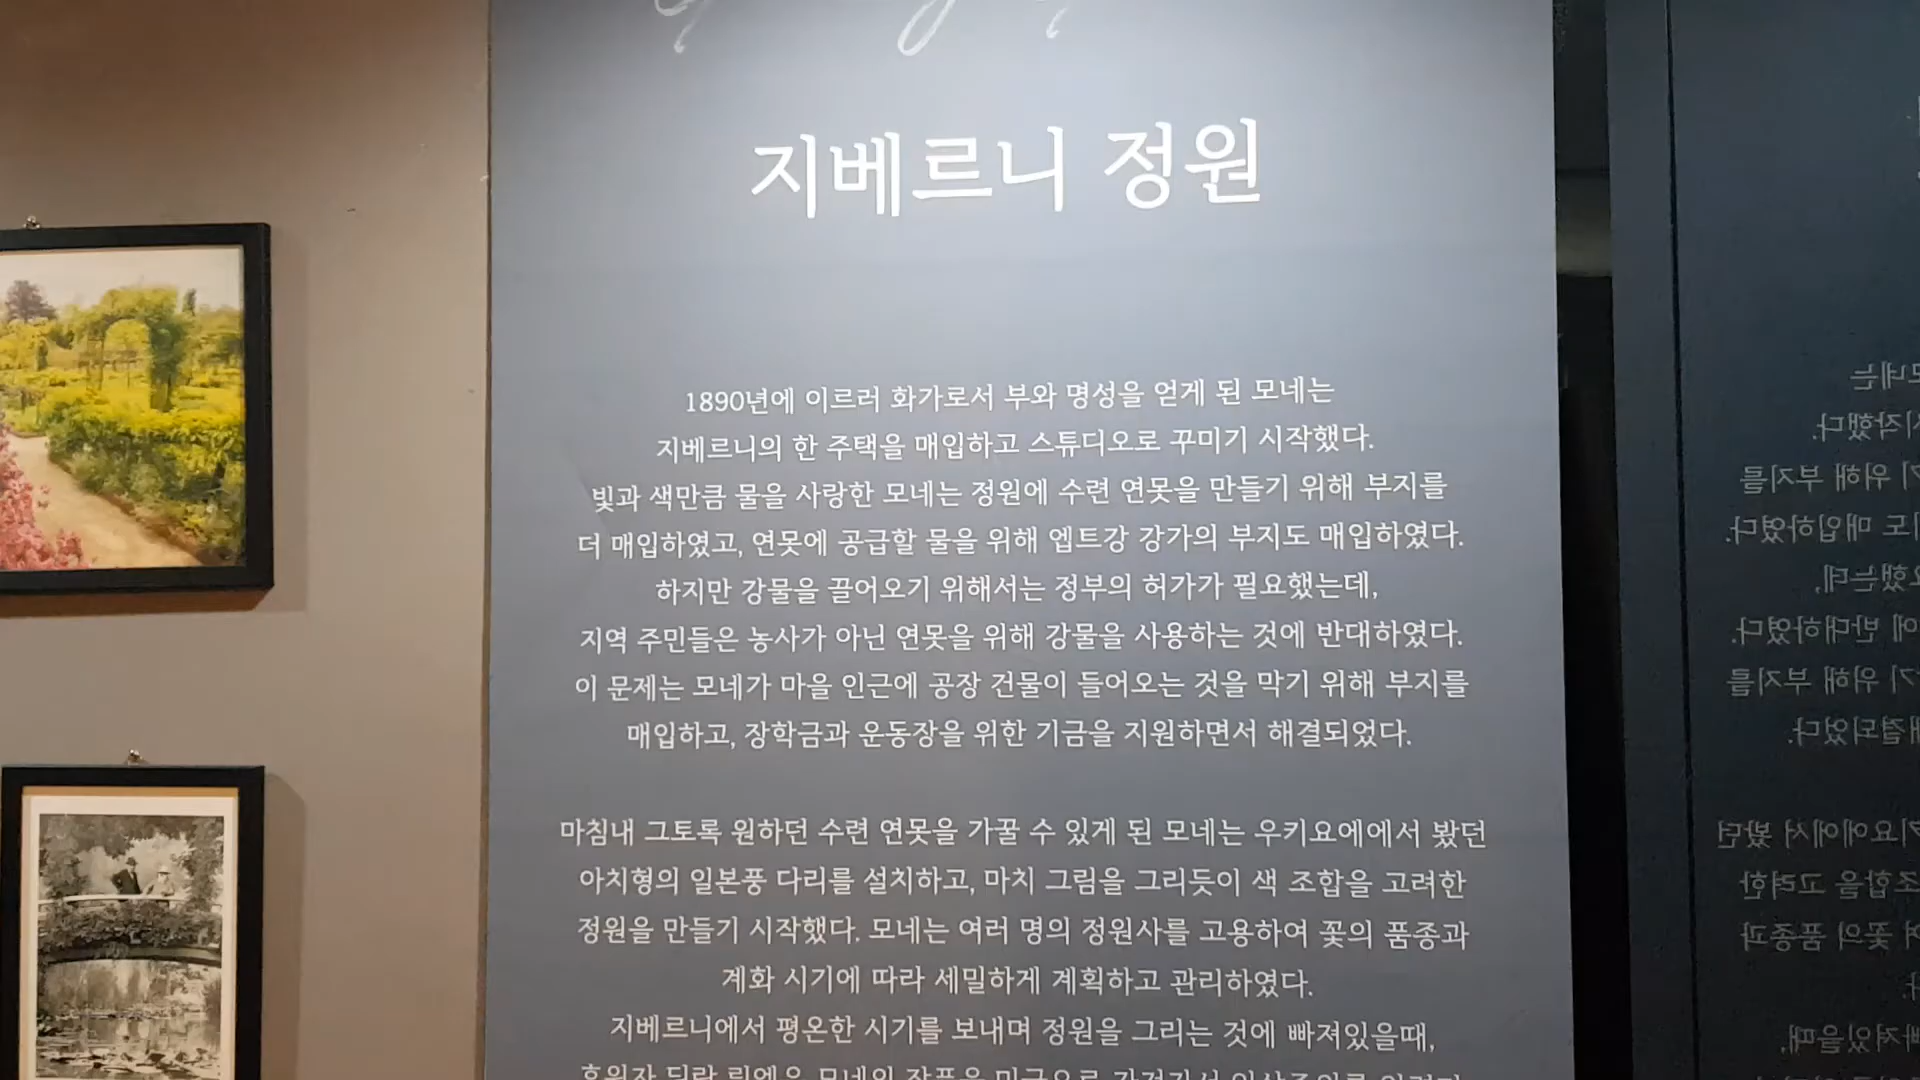 지베르니 정원
1890년에 이르러 화가로서 부와 명성을 얻게 된 모네는
지베르니의 한 주택을 매입하고 스튜디오로 꾸미기 시작했다.
빛과 색만큼 물을 사랑한 모네는 정원에 수련 연못을 만들기 위해 부지를
더 매입하였고, 연못에 공급할 물을 위해 엡트강 강가의 부지도 매입하였다.
하지만 강물을 끌어오기 위해서는 정부의 허가가 필요했는데,
지역 주민들은 농사가 아닌 연못을 위해 강물을 사용하는 것에 반대하였다.
이 문제는 모네가 마을 인근에 공장 건물이 들어오는 것을 막기 위해 부지를
매입하고, 장학금과 운동장을 위한 기금을 지원하면서 해결되었다.
마침내 그토록 원하던 수련 연못을 가꿀 수 있게 된 모네는 우키요에에서 봤던
아치형의 일본풍 다리를 설치하고, 마치 그림을 그리듯이 색 조합을 고려한
정원을 만들기 시작했다. 모네는 여러 명의 정원사를 고용하여 꽃의 품종과
계화 시기에 따라 세밀하게 계획하고 관리하였다.
지베르니에서 평온한 시기를 보내며 정원을 그리는 것에 빠져있을때,